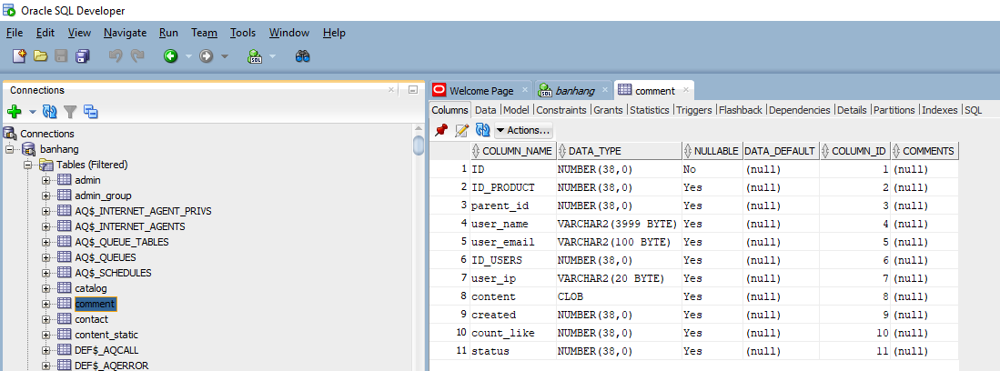 Oracle SQL Developer
File Edit View Navigate Run Team Tools Window Help
Connections
Connections
banhang
Tables (Filtered)
admin
admin_group
AQ$_INTERNET_AGENT_PRIVS
AQ$_INTERNET_AGENTS
AQ$_QUEUE_TABLES
AQ$_QUEUES
AQ$_SCHEDULES
catalog
comment
contact
content_static
DEF$_AQCALL
DEF$_AQERROR
Welcome Page banhang comment
Columns Data Model Constraints Grants Statistics Triggers Flashback Dependencies Details Partitions Indexes SQL
Actions...
COLUMN_NAME DATA_TYPE NULLABLE DATA_DEFAULT COLUMN_ID COMMENTS
1 ID NUMBER(38,0) No (null) 1 (null)
2 ID_PRODUCT NUMBER(38,0) Yes (null) 2 (null)
3 parent_id NUMBER(38,0) Yes (null) 3 (null)
4 user_name VARCHAR2(3999 BYTE) Yes (null) 4 (null)
5 user_email VARCHAR2(100 BYTE) Yes (null) 5 (null)
6 ID_USERS NUMBER(38,0) Yes (null) 6 (null)
7 user_ip VARCHAR2(20 BYTE) Yes (null) 7 (null)
8 content CLOB Yes (null) 8 (null)
9 created NUMBER(38,0) Yes (null) 9 (null)
10 count_like NUMBER(38,0) Yes (null) 10 (null)
11 status NUMBER(38,0) Yes (null) 11 (null)